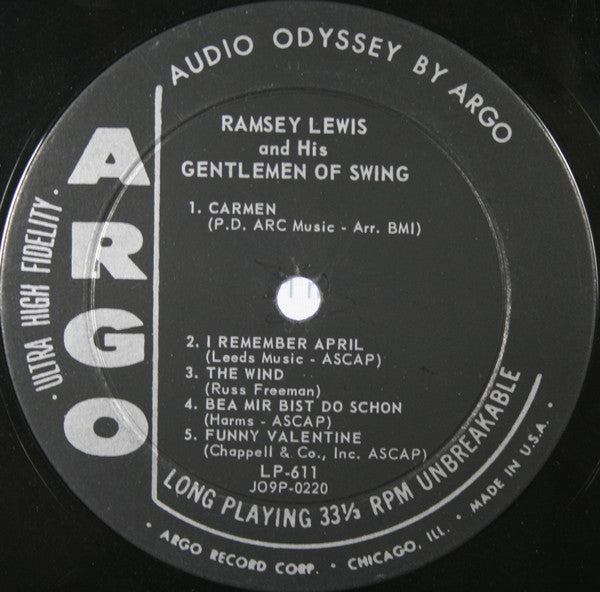 AUDIO ODYSSEY BY ARGO
ARGO
· ULTRA HIGH FIDELITY ·
RAMSEY LEWIS
and His
GENTLEMEN OF SWING
1. CARMEN
(P.D. ARC Music - Arr. BMI)
2. I REMEMBER APRIL
(Leeds Music - ASCAP)
3. THE WIND
(Russ Freeman)
4. BEA MIR BIST DO SCHON
(Harms - ASCAP)
5. FUNNY VALENTINE
(Chappell & Co., Inc. ASCAP)
LP-611
JO9P-0220
LONG PLAYING 33⅓ RPM UNBREAKABLE
· ARGO RECORD CORP. · CHICAGO, ILL. · MADE IN U.S.A. ·